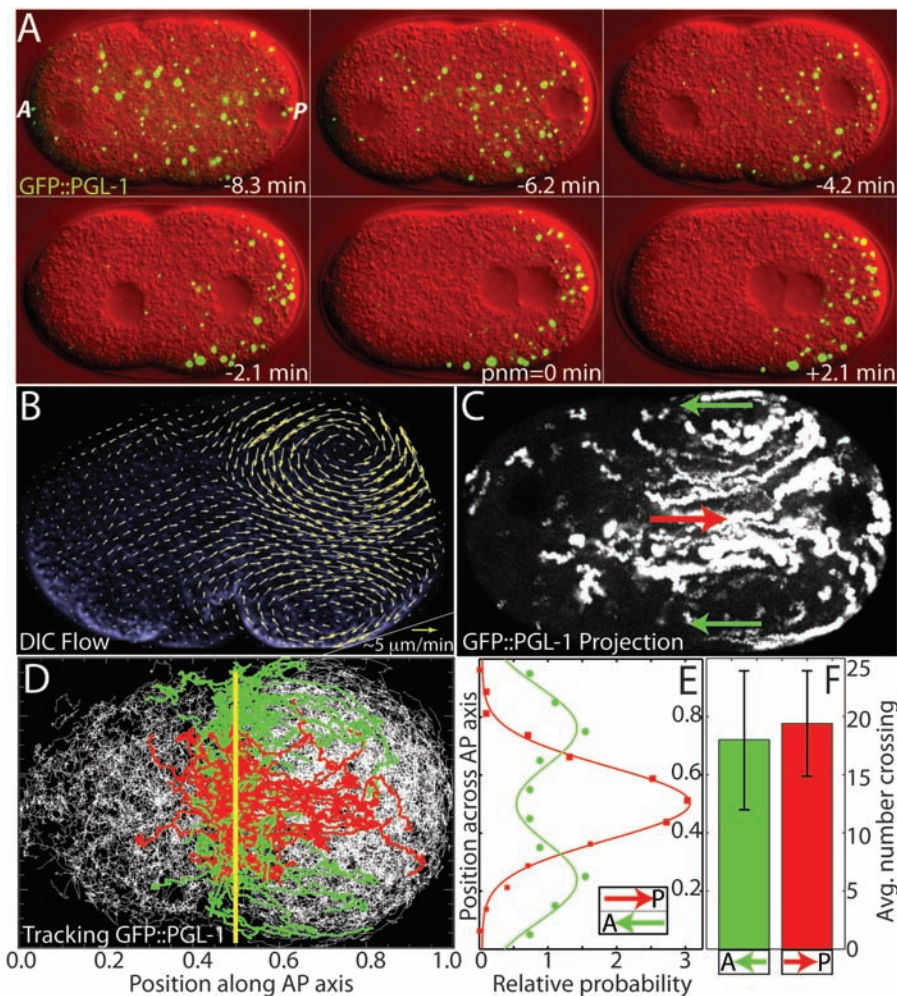 A
A
P
GFP::PGL-1
-8.3 min
-6.2 min
-4.2 min
-2.1 min
pnm=0 min
+2.1 min
B
DIC Flow
~5 μm/min
C
GFP::PGL-1 Projection
D
Tracking GFP::PGL-1
0.0 0.2 0.4 0.6 0.8 1.0
Position along AP axis
E
Position across AP axis
0.8
0.6
0.4
0.2
P
A
0 1 2 3
Relative probability
F
25
20
15
10
5
0
Avg. number crossing
A
P